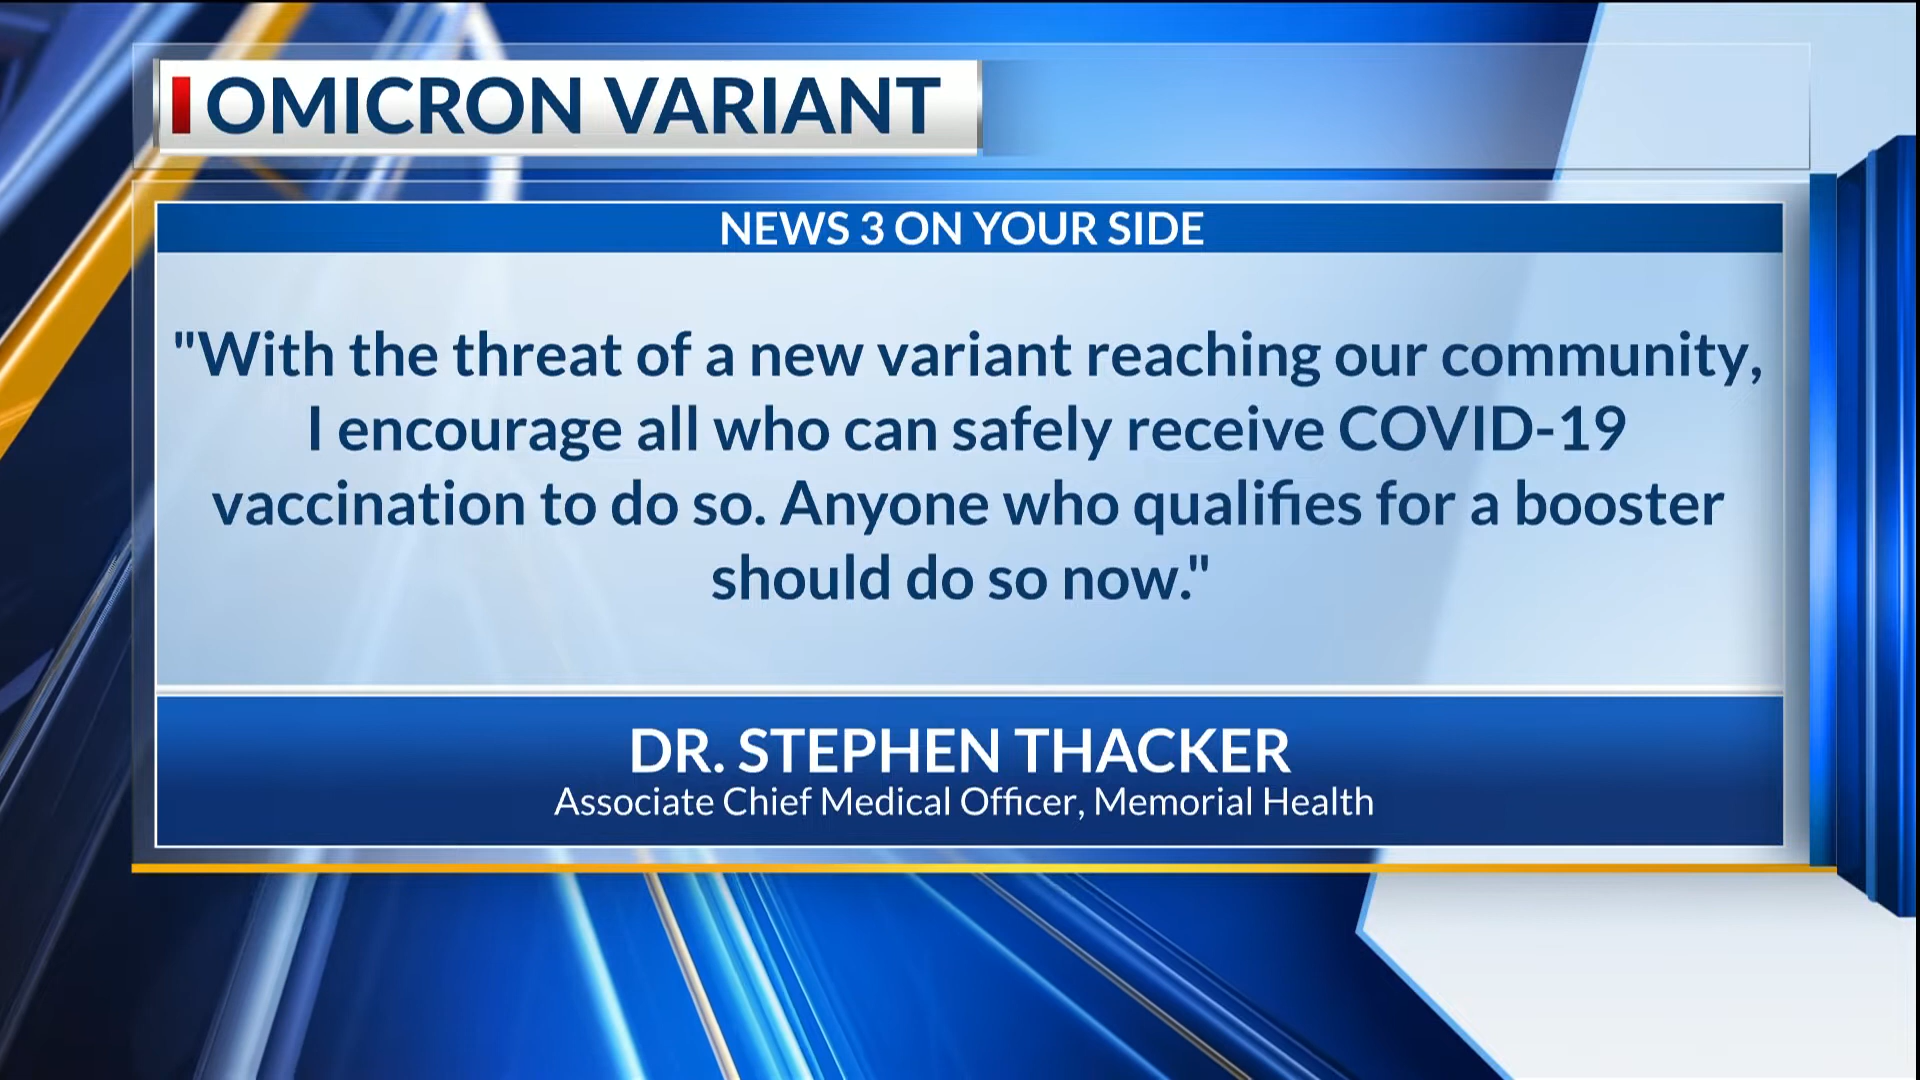 OMICRON VARIANT
NEWS 3 ON YOUR SIDE
"With the threat of a new variant reaching our community,
I encourage all who can safely receive COVID-19
vaccination to do so. Anyone who qualifies for a booster
should do so now."
DR. STEPHEN THACKER
Associate Chief Medical Officer, Memorial Health